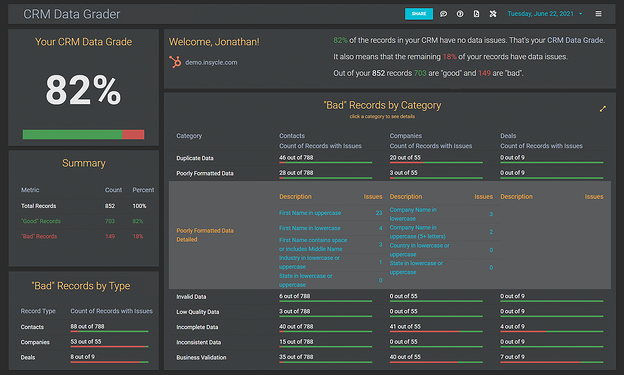 CRM Data Grader
SHARE
Tuesday, June 22, 2021
Your CRM Data Grade
82%
Welcome, Jonathan!
demo.insycle.com
82% of the records in your CRM have no data issues. That's your CRM Data Grade.
It also means that the remaining 18% of your records have data issues.
Out of your 852 records 703 are "good" and 149 are "bad".
Summary
Metric Count Percent
Total Records 852 100%
"Good" Records 703 82%
"Bad" Records 149 18%
"Bad" Records by Type
Record Type Count of Records with Issues
Contacts 88 out of 788
Companies 53 out of 55
Deals 8 out of 9
"Bad" Records by Category
click a category to see details
Category Contacts Companies Deals
Count of Records with Issues Count of Records with Issues Count of Records with Issues
Duplicate Data 46 out of 788 20 out of 55 0 out of 9
Poorly Formatted Data 28 out of 788 3 out of 55 0 out of 9
Poorly Formatted Data
Detailed
Description Issues
First Name in uppercase 23
First Name in lowercase 4
First Name contains space
or includes Middle Name 3
Industry in lowercase or
uppercase 1
State in lowercase or
uppercase 0
Description Issues
Company Name in
lowercase
Company Name in
uppercase (5+ letters) 2
Country in lowercase or
uppercase 0
State in lowercase or
uppercase 0
Description Issues
Invalid Data 6 out of 788 0 out of 55 0 out of 9
Low Quality Data 3 out of 788 0 out of 55 0 out of 9
Incomplete Data 40 out of 788 41 out of 55 4 out of 9
Inconsistent Data 15 out of 788 0 out of 55 0 out of 9
Business Validation 35 out of 788 40 out of 55 7 out of 9